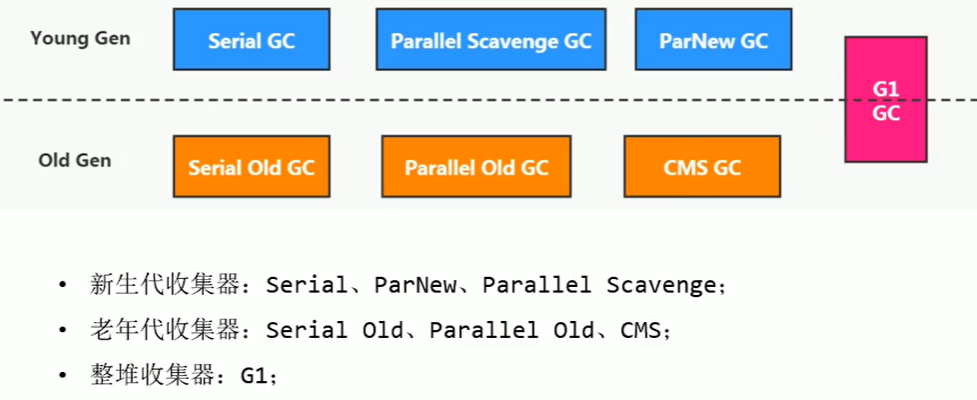 Young Gen
Serial GC
Parallel Scavenge GC
ParNew GC
G1
GC
Old Gen
Serial Old GC
Parallel Old GC
CMS GC
• 新生代收集器：Serial、ParNew、Parallel Scavenge；
• 老年代收集器：Serial Old、Parallel Old、CMS；
• 整堆收集器：G1；